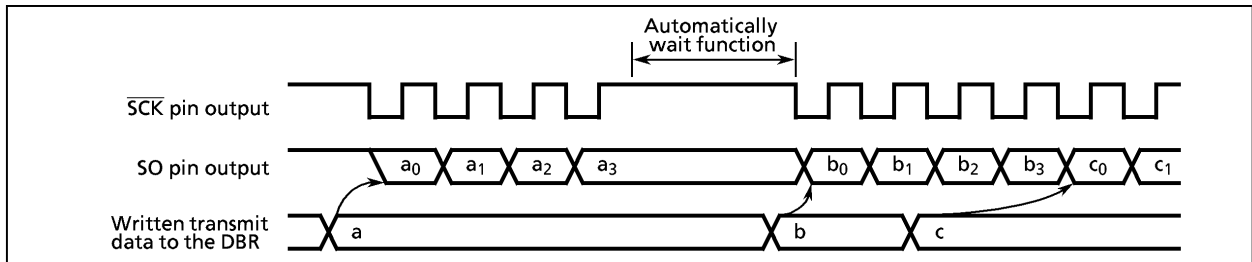 Automatically
wait function
SCK pin output
SO pin output
a0 a1 a2 a3 b0 b1 b2 b3 c0 c1
Written transmit
data to the DBR
a b c